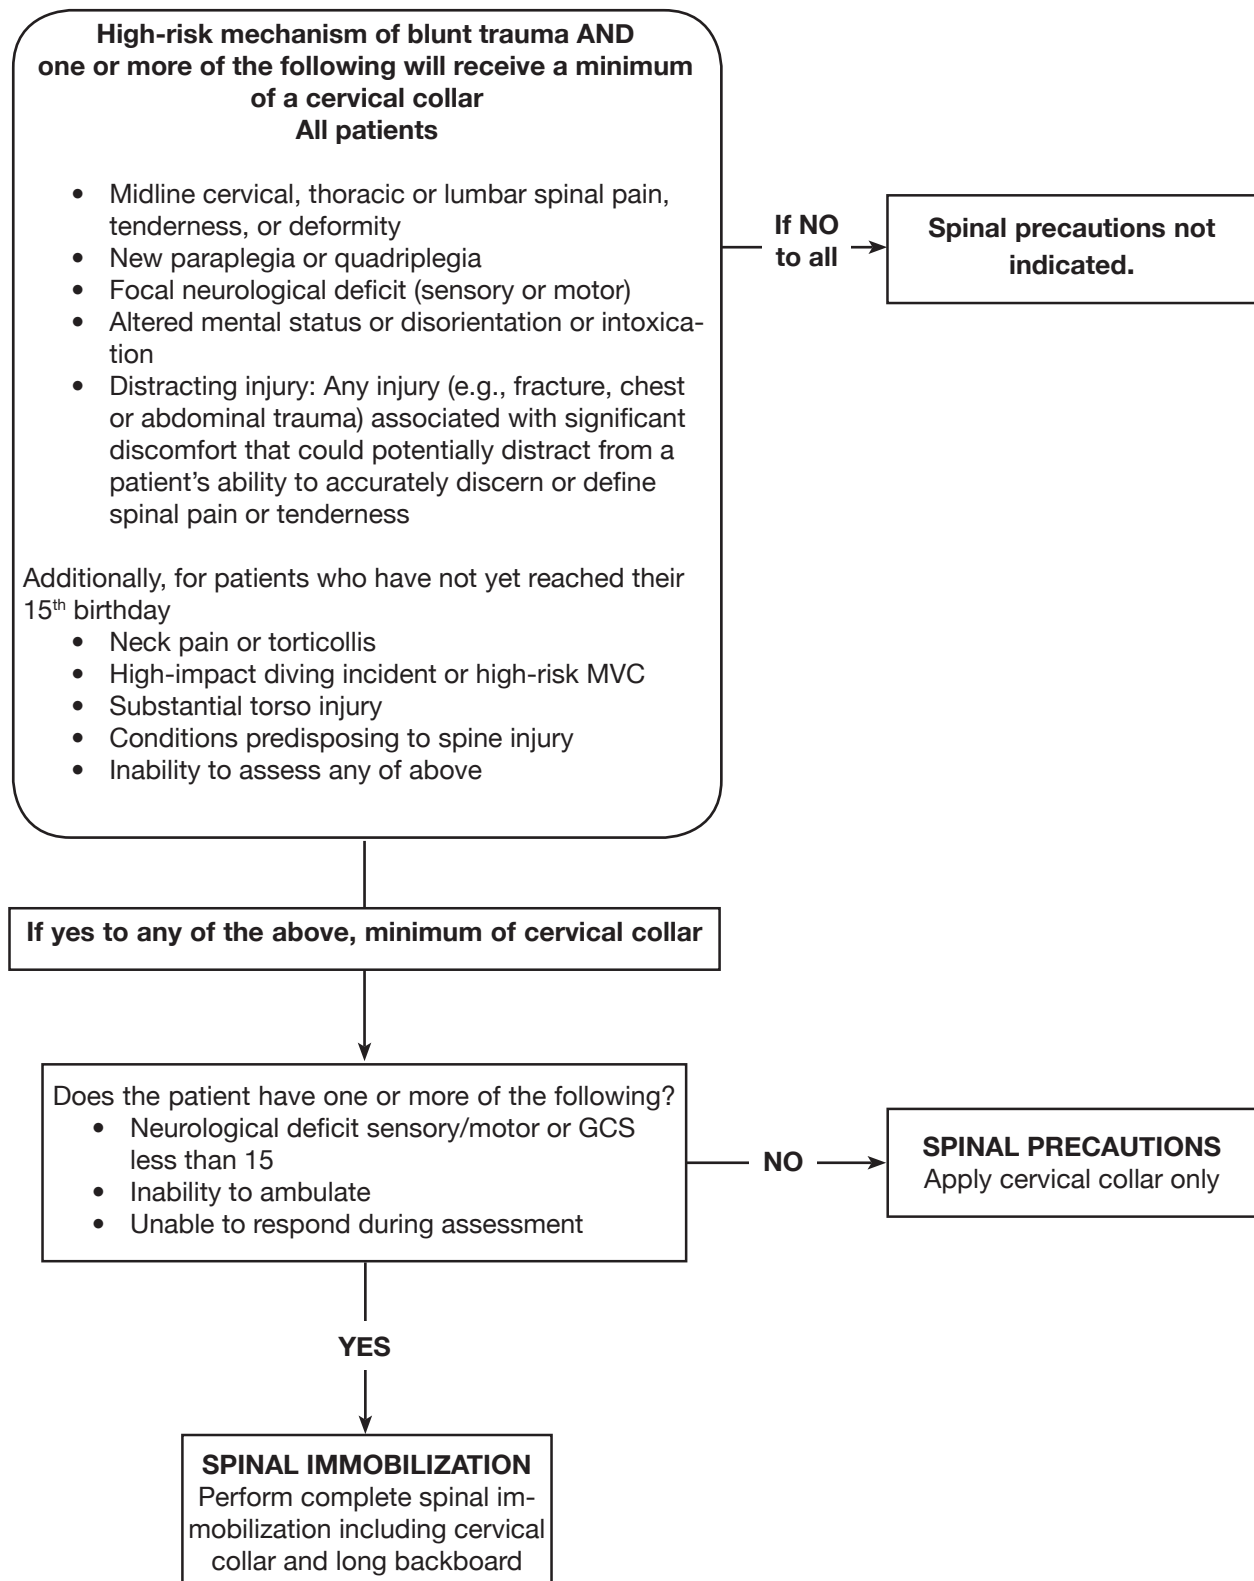 High-risk mechanism of blunt trauma AND
one or more of the following will receive a minimum
of a cervical collar
All patients
• Midline cervical, thoracic or lumbar spinal pain,
tenderness, or deformity
• New paraplegia or quadriplegia
• Focal neurological deficit (sensory or motor)
• Altered mental status or disorientation or intoxica-
tion
• Distracting injury: Any injury (e.g., fracture, chest
or abdominal trauma) associated with significant
discomfort that could potentially distract from a
patient’s ability to accurately discern or define
spinal pain or tenderness
Additionally, for patients who have not yet reached their
15th birthday
• Neck pain or torticollis
• High-impact diving incident or high-risk MVC
• Substantial torso injury
• Conditions predisposing to spine injury
• Inability to assess any of above
If NO
to all
Spinal precautions not
indicated.
If yes to any of the above, minimum of cervical collar
Does the patient have one or more of the following?
• Neurological deficit sensory/motor or GCS
less than 15
• Inability to ambulate
• Unable to respond during assessment
NO
SPINAL PRECAUTIONS
Apply cervical collar only
YES
SPINAL IMMOBILIZATION
Perform complete spinal im-
mobilization including cervical
collar and long backboard